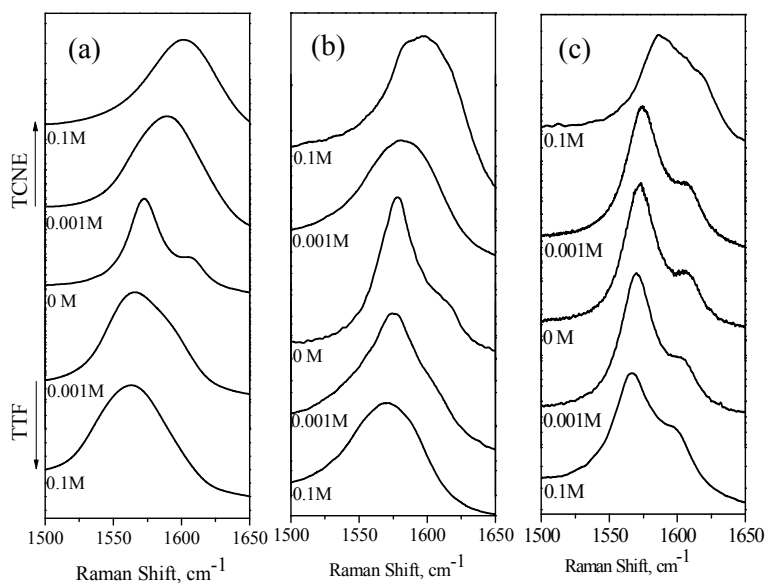 (a)
0.1M
0.001M
0 M
0.001M
0.1M
TCNE
TTF
1500 1550 1600 1650
Raman Shift, cm-1
(b)
0.1M
0.001M
0 M
0.001M
0.1M
1500 1550 1600 1650
Raman Shift, cm-1
(c)
0.1M
0.001M
0 M
0.001M
0.1M
1500 1550 1600 1650
Raman Shift, cm-1